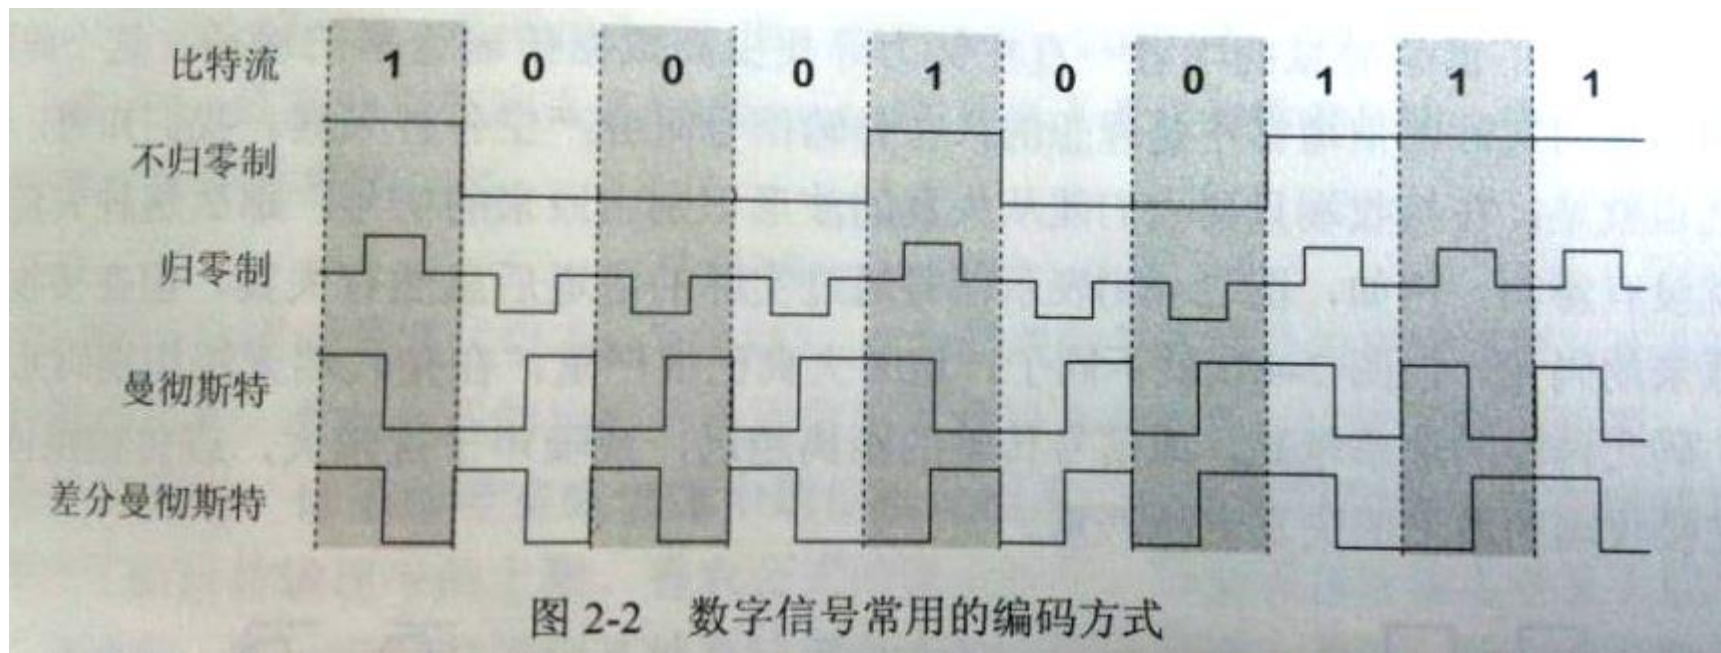 比特流 1 0 0 0 1 0 0 1 1 1
不归零制
归零制
曼彻斯特
差分曼彻斯特
图 2-2 数字信号常用的编码方式